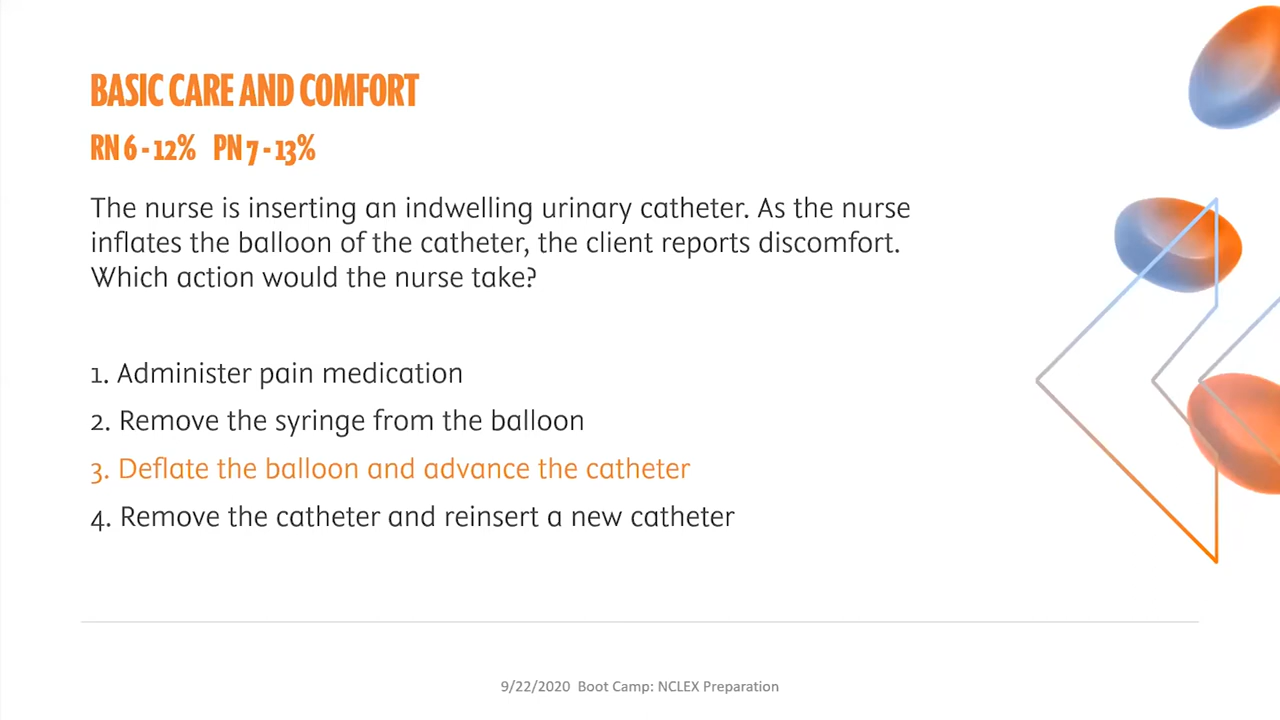 BASIC CARE AND COMFORT
RN 6 - 12% PN 7 - 13%
The nurse is inserting an indwelling urinary catheter. As the nurse
inflates the balloon of the catheter, the client reports discomfort.
Which action would the nurse take?
1. Administer pain medication
2. Remove the syringe from the balloon
3. Deflate the balloon and advance the catheter
4. Remove the catheter and reinsert a new catheter
9/22/2020 Boot Camp: NCLEX Preparation